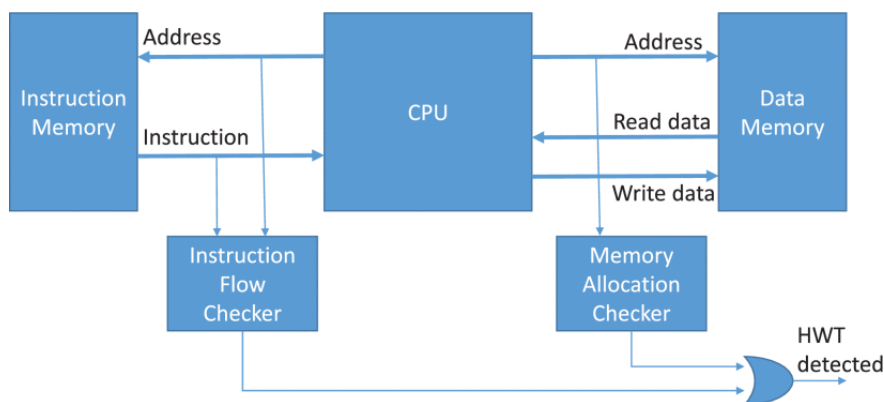 Address
Instruction
Memory
Instruction
CPU
Address
Read data
Write data
Data
Memory
Instruction
Flow
Checker
Memory
Allocation
Checker
HWT
detected